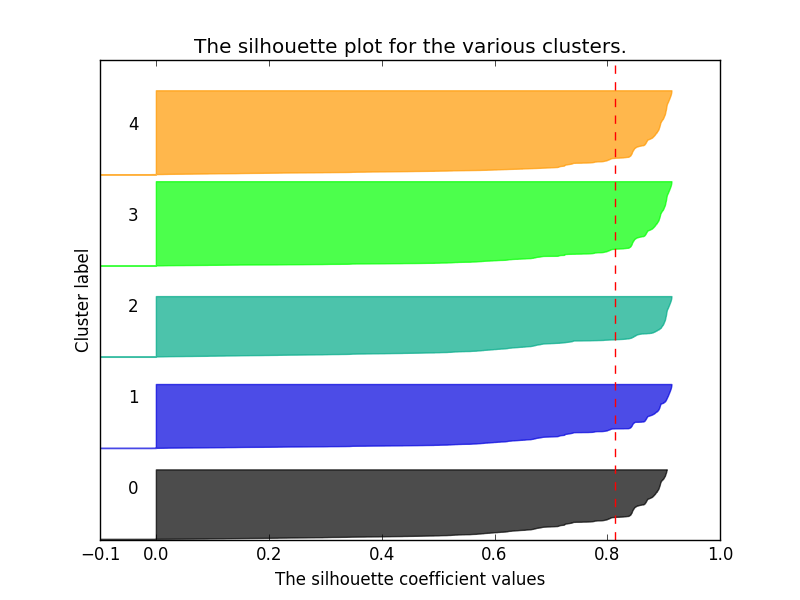 The silhouette plot for the various clusters.
4
3
2
1
0
Cluster label
−0.1 0.0 0.2 0.4 0.6 0.8 1.0
The silhouette coefficient values